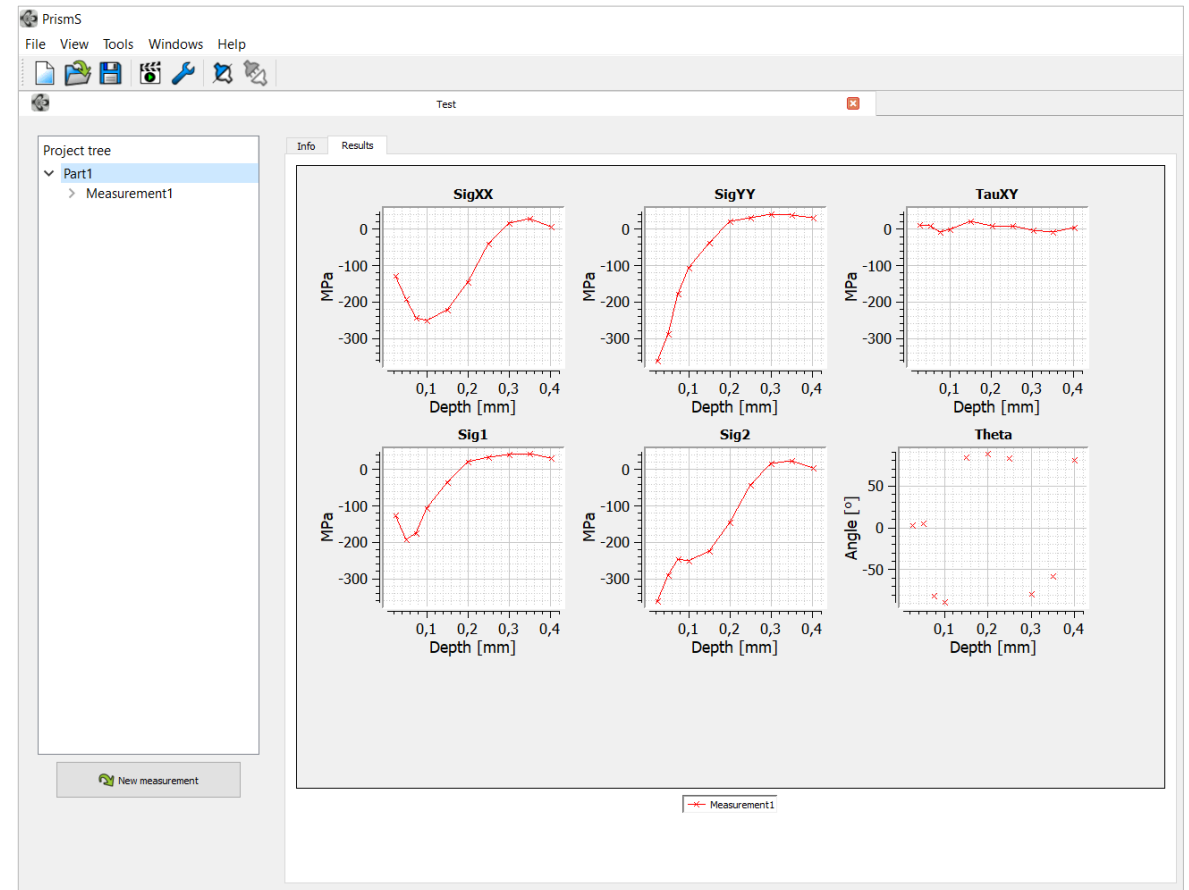 PrismS
File View Tools Windows Help
Test
Project tree
Part1
Measurement1
New measurement
Info Results
SigXX
MPa
0
-100
-200
-300
0,1 0,2 0,3 0,4
Depth [mm]
SigYY
MPa
0
-100
-200
-300
0,1 0,2 0,3 0,4
Depth [mm]
TauXY
MPa
0
-100
-200
-300
0,1 0,2 0,3 0,4
Depth [mm]
Sig1
MPa
0
-100
-200
-300
0,1 0,2 0,3 0,4
Depth [mm]
Sig2
MPa
0
-100
-200
-300
0,1 0,2 0,3 0,4
Depth [mm]
Theta
Angle [º]
50
0
-50
0,1 0,2 0,3 0,4
Depth [mm]
Measurement1